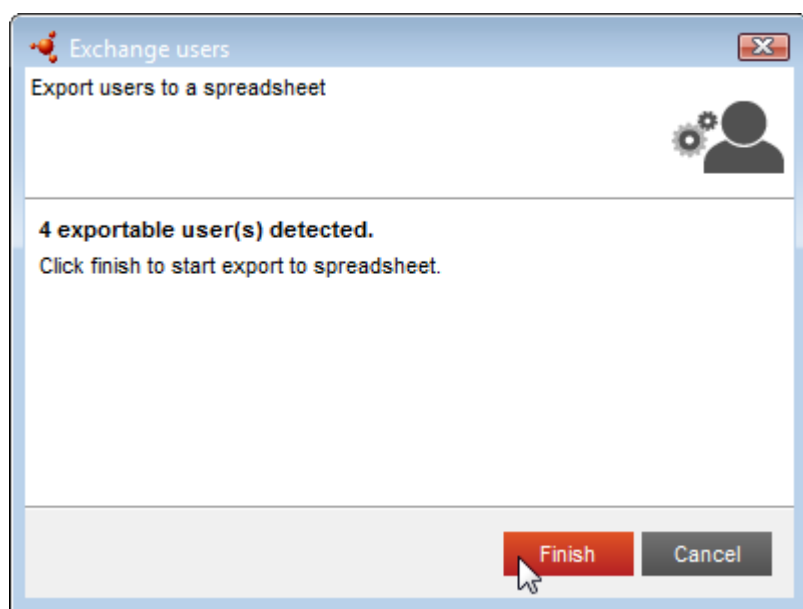 Exchange users
Export users to a spreadsheet
4 exportable user(s) detected.
Click finish to start export to spreadsheet.
Finish
Cancel